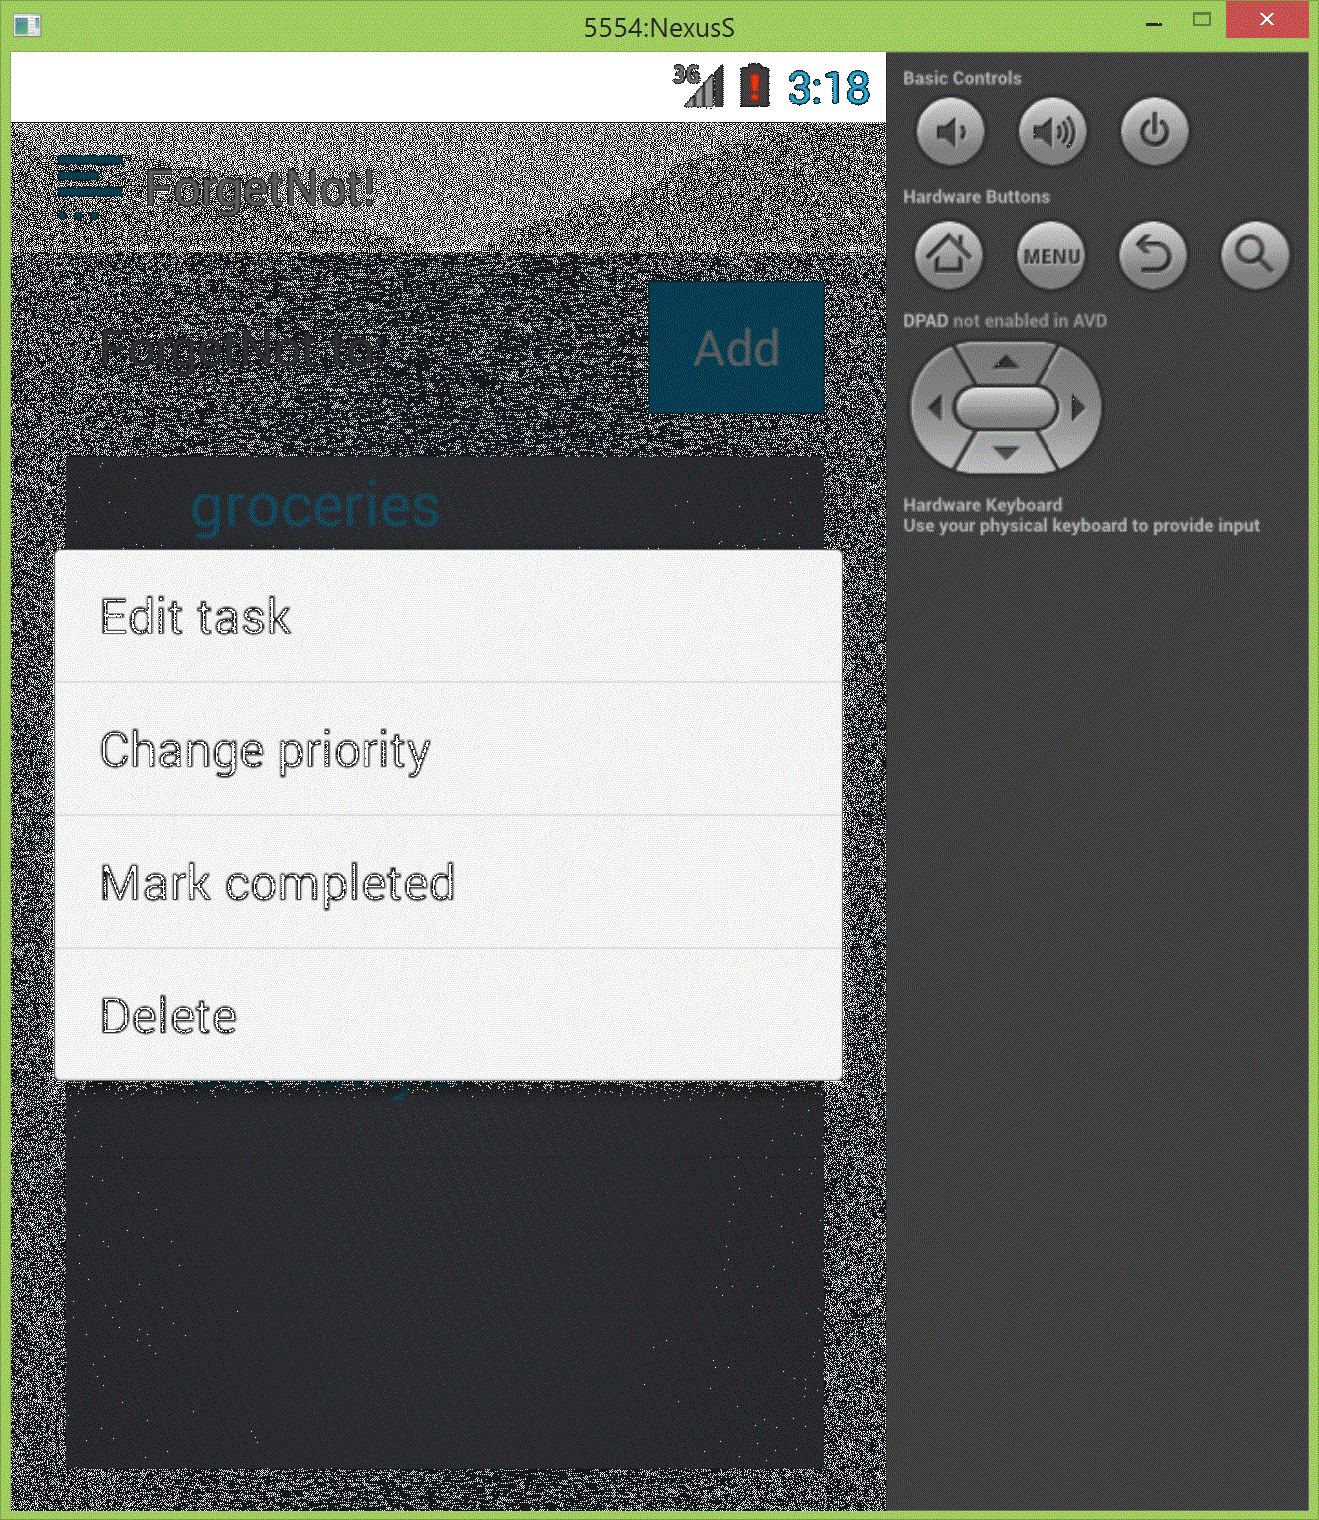 5554:NexusS
3G 3:18
ForgetNot!
ForgetNot to:
Add
groceries
Edit task
Change priority
Mark completed
Delete
Basic Controls
Hardware Buttons
MENU
DPAD not enabled in AVD
Hardware Keyboard
Use your physical keyboard to provide input